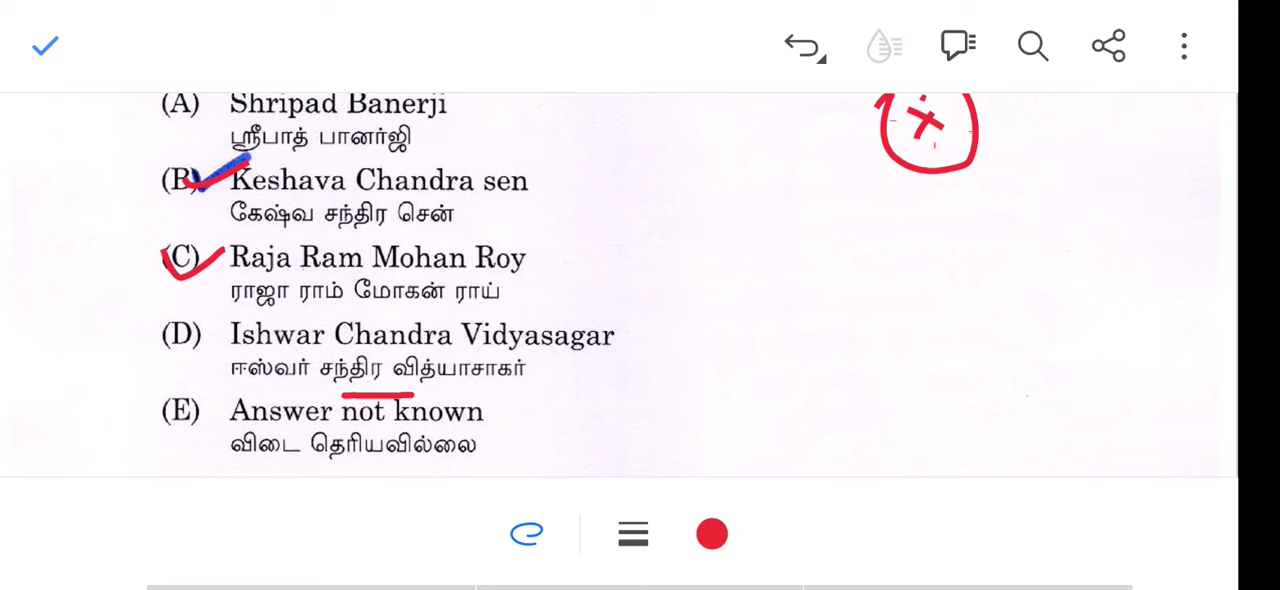 (A) Shripad Banerji
ஸ்ரீபாத் பானர்ஜி
(B) Keshava Chandra sen
கேஷ்வ சந்திர சென்
(C) Raja Ram Mohan Roy
ராஜா ராம் மோகன் ராய்
(D) Ishwar Chandra Vidyasagar
ஈஸ்வர் சந்திர வித்யாசாகர்
(E) Answer not known
விடை தெரியவில்லை